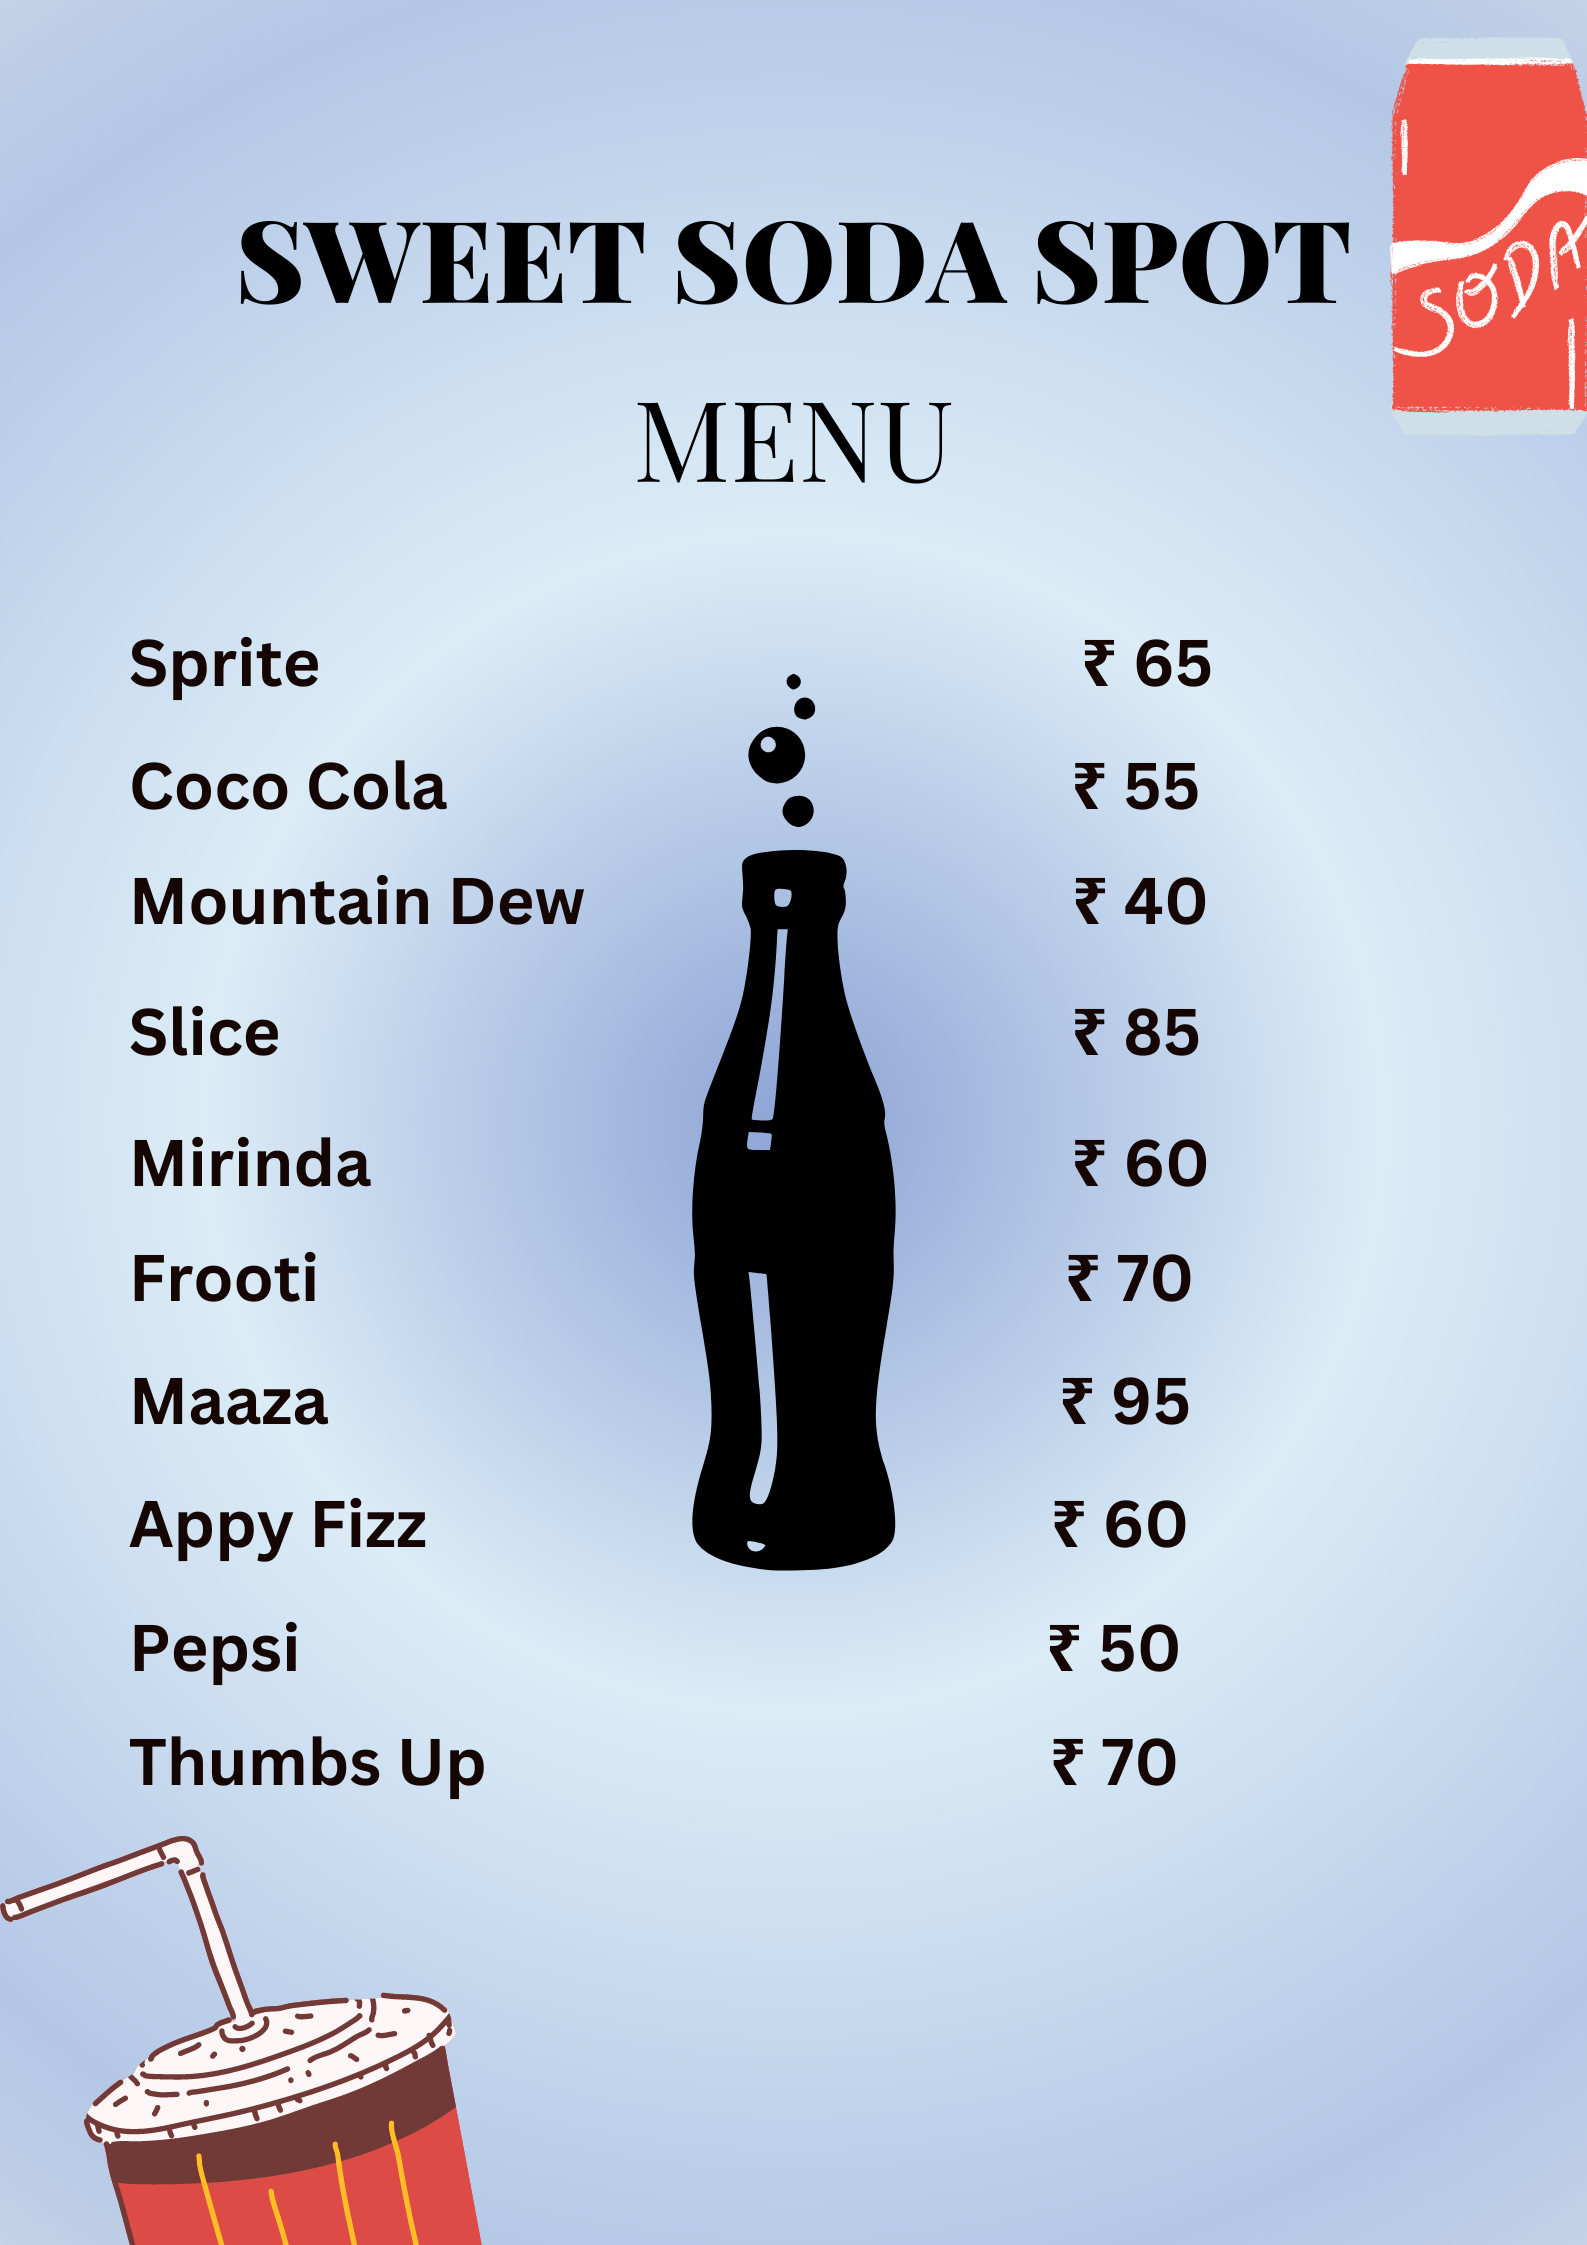 SWEET SODA SPOT
SODA
MENU
Sprite ₹ 65
Coco Cola ₹ 55
Mountain Dew ₹ 40
Slice ₹ 85
Mirinda ₹ 60
Frooti ₹ 70
Maaza ₹ 95
Appy Fizz ₹ 60
Pepsi ₹ 50
Thumbs Up ₹ 70